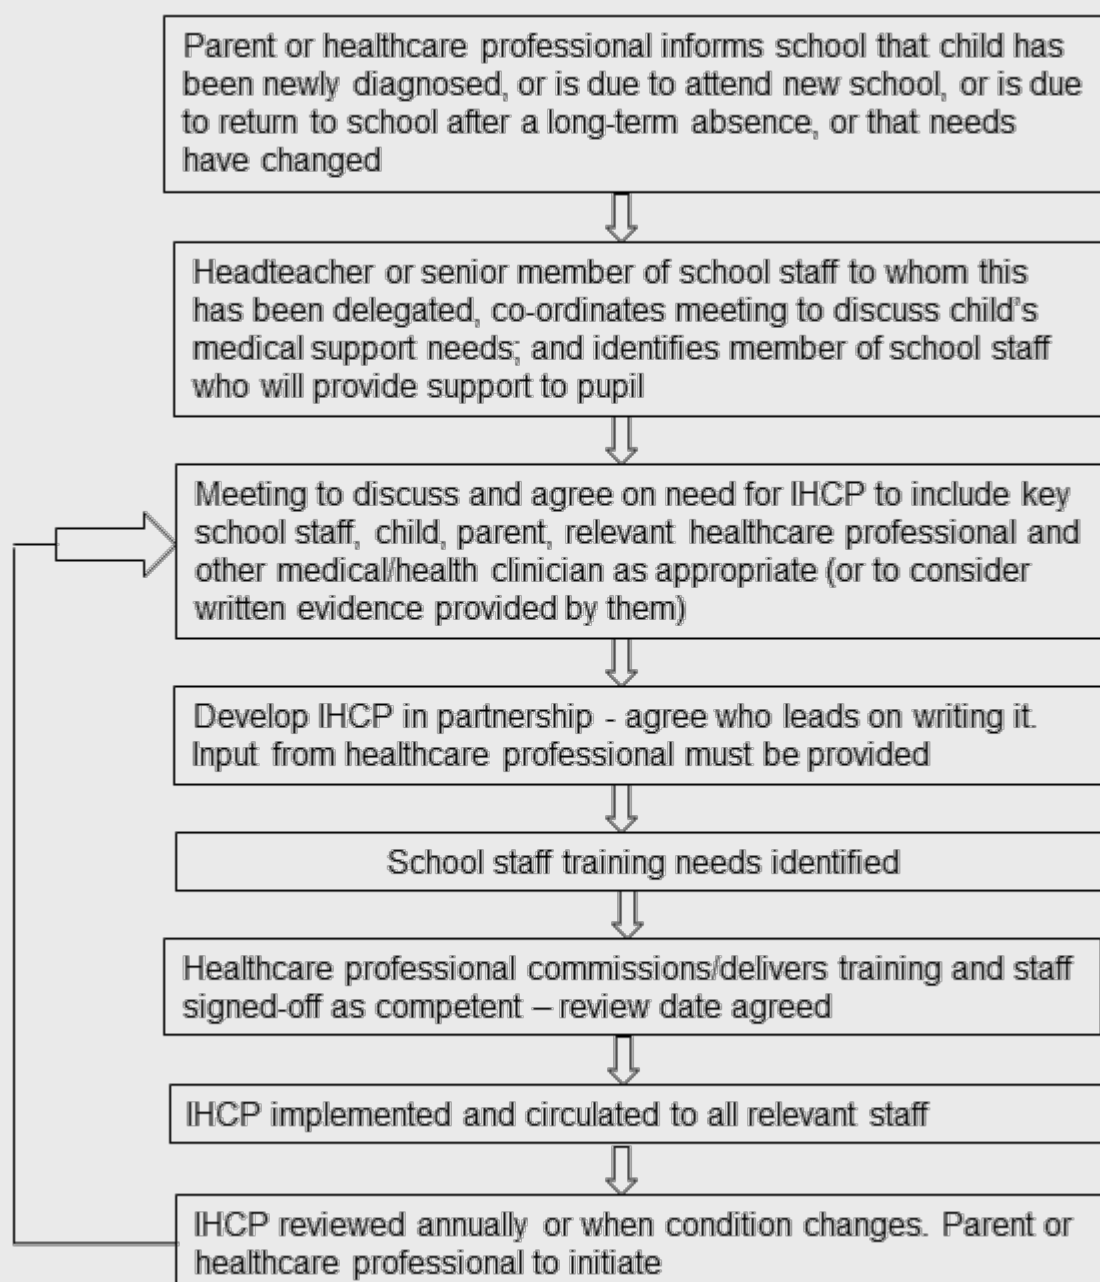 Parent or healthcare professional informs school that child has
been newly diagnosed, or is due to attend new school, or is due
to return to school after a long-term absence, or that needs
have changed
Headteacher or senior member of school staff to whom this
has been delegated, co-ordinates meeting to discuss child's
medical support needs; and identifies member of school staff
who will provide support to pupil
Meeting to discuss and agree on need for IHCP to include key
school staff, child, parent, relevant healthcare professional and
other medical/health clinician as appropriate (or to consider
written evidence provided by them)
Develop IHCP in partnership - agree who leads on writing it.
Input from healthcare professional must be provided
School staff training needs identified
Healthcare professional commissions/delivers training and staff
signed-off as competent – review date agreed
IHCP implemented and circulated to all relevant staff
IHCP reviewed annually or when condition changes. Parent or
healthcare professional to initiate